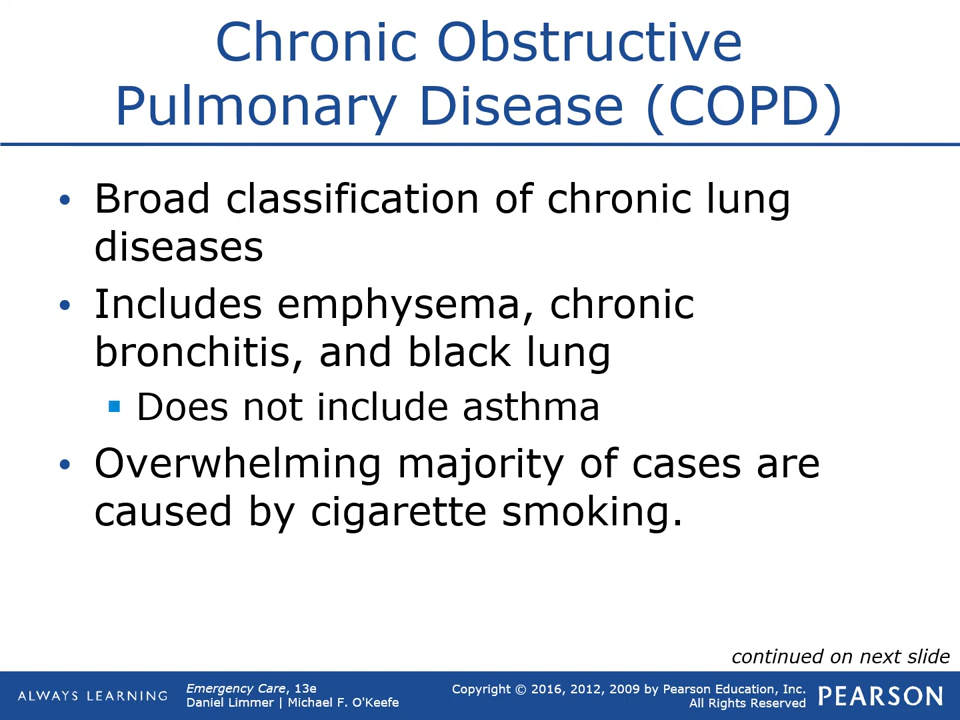 Chronic Obstructive
Pulmonary Disease (COPD)
• Broad classification of chronic lung
diseases
• Includes emphysema, chronic
bronchitis, and black lung
▪ Does not include asthma
• Overwhelming majority of cases are
caused by cigarette smoking.
continued on next slide
ALWAYS LEARNING
Emergency Care, 13e
Daniel Limmer | Michael F. O'Keefe
Copyright © 2016, 2012, 2009 by Pearson Education, Inc.
All Rights Reserved
PEARSON